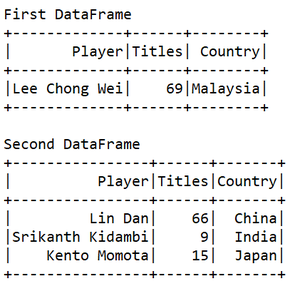 First DataFrame
+------------+------+--------+
|      Player|Titles| Country|
+------------+------+--------+
|Lee Chong Wei|    69|Malaysia|
+------------+------+--------+
Second DataFrame
+----------------+------+-------+
|          Player|Titles|Country|
+----------------+------+-------+
|         Lin Dan|    66|  China|
|Srikanth Kidambi|     9|  India|
|    Kento Momota|    15|  Japan|
+----------------+------+-------+